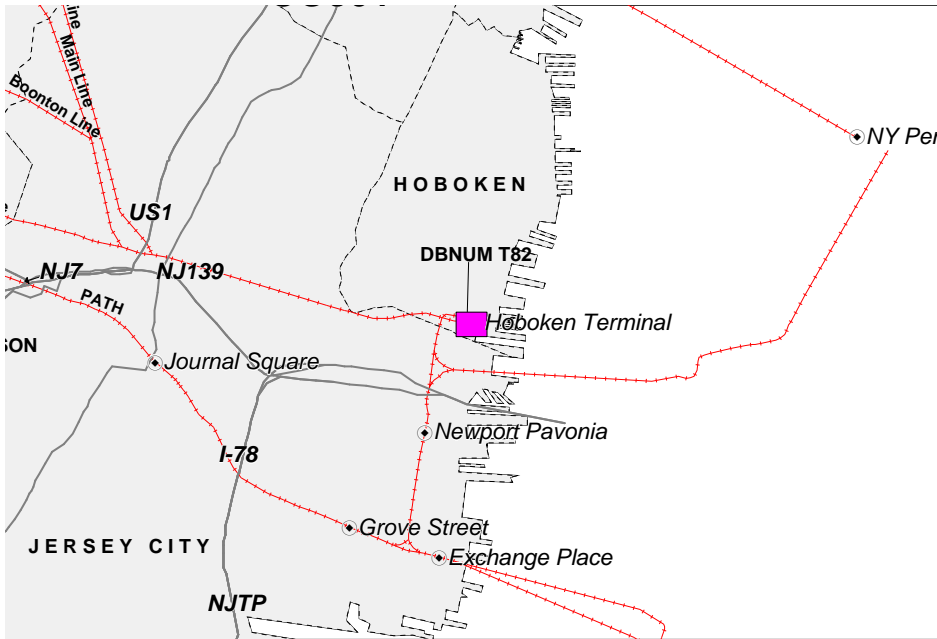 Line
Main Line
Boonton Line
NY Pen
HOBOKEN
US1
DBNUM T82
NJ7
NJ139
PATH
Hoboken Terminal
SON
Journal Square
Newport Pavonia
I-78
Grove Street
JERSEY CITY
Exchange Place
NJTP